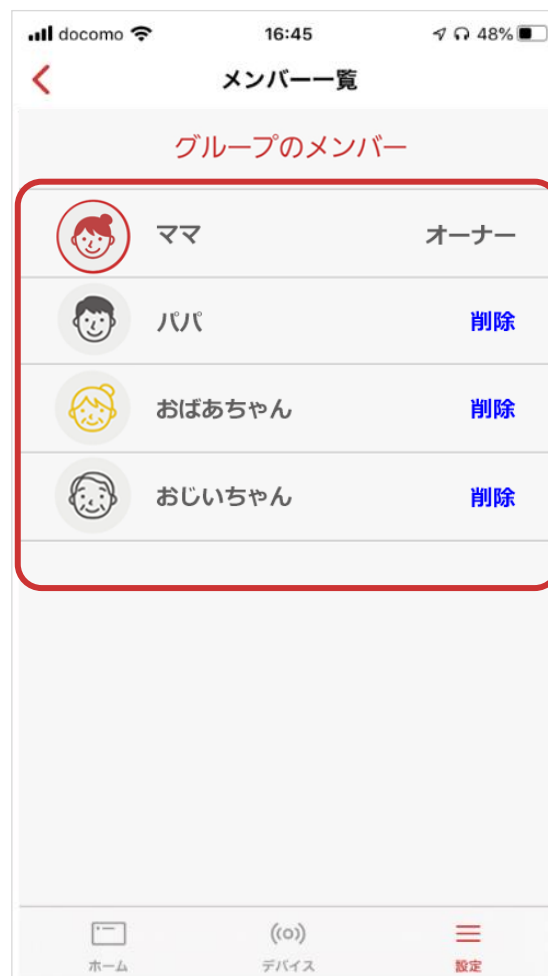 docomo 16:45 48%
メンバー一覧
グループのメンバー
ママ オーナー
パパ 削除
おばあちゃん 削除
おじいちゃん 削除
ホーム デバイス 設定